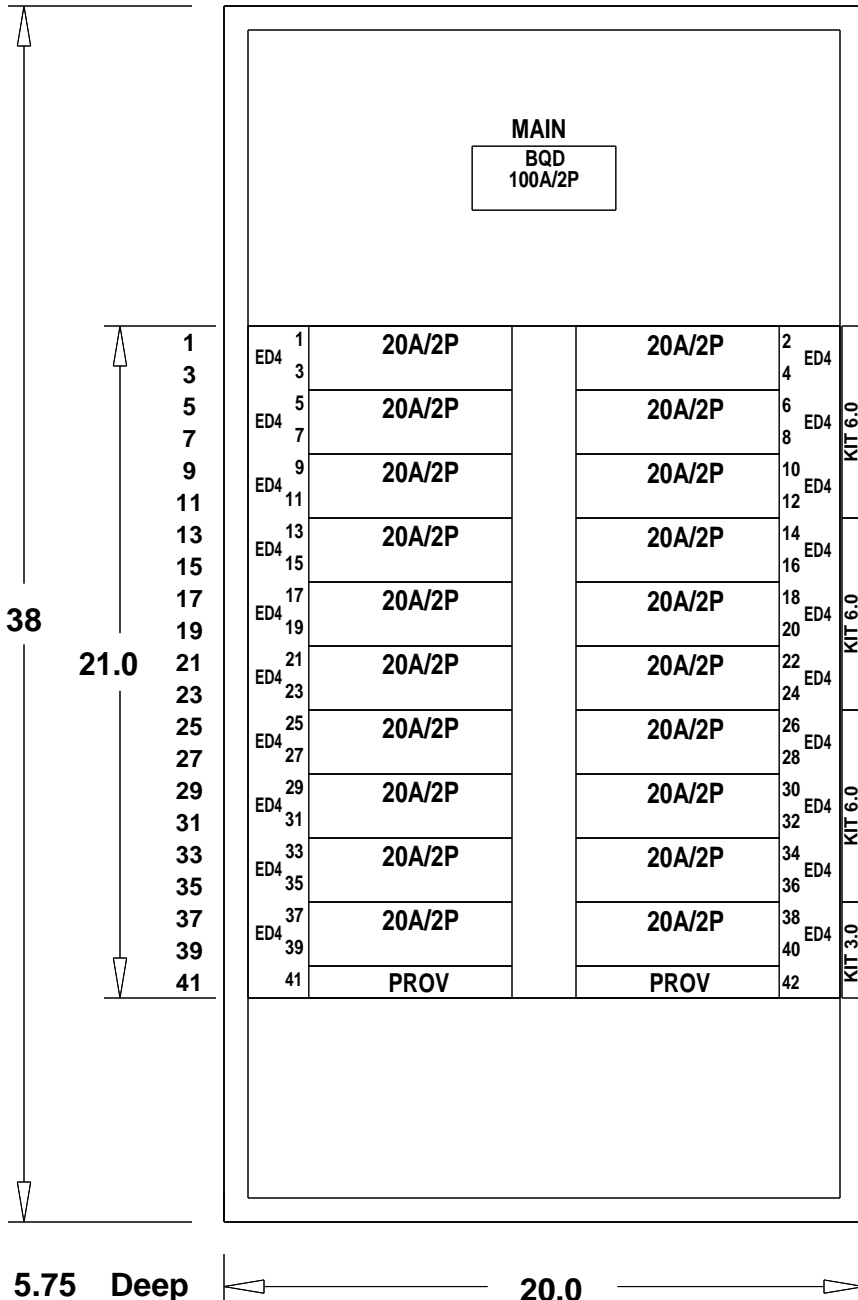 MAIN
BQD
100A/2P
1 ED4 1 20A/2P 20A/2P 2 ED4
3 3 4
5 ED4 5 20A/2P 20A/2P 6 ED4
7 7 8
KIT 6.0
9 ED4 9 20A/2P 20A/2P 10 ED4
11 11 12
13 ED4 13 20A/2P 20A/2P 14 ED4
15 15 16
17 ED4 17 20A/2P 20A/2P 18 ED4
38
19 19 20
KIT 6.0
21.0
21 ED4 21 20A/2P 20A/2P 22 ED4
23 23 24
25 ED4 25 20A/2P 20A/2P 26 ED4
27 27 28
29 ED4 29 20A/2P 20A/2P 30 ED4
31 31 32
KIT 6.0
33 ED4 33 20A/2P 20A/2P 34 ED4
35 35 36
37 ED4 37 20A/2P 20A/2P 38 ED4
39 39 40
KIT 3.0
41 41 PROV PROV 42
5.75 Deep 20.0